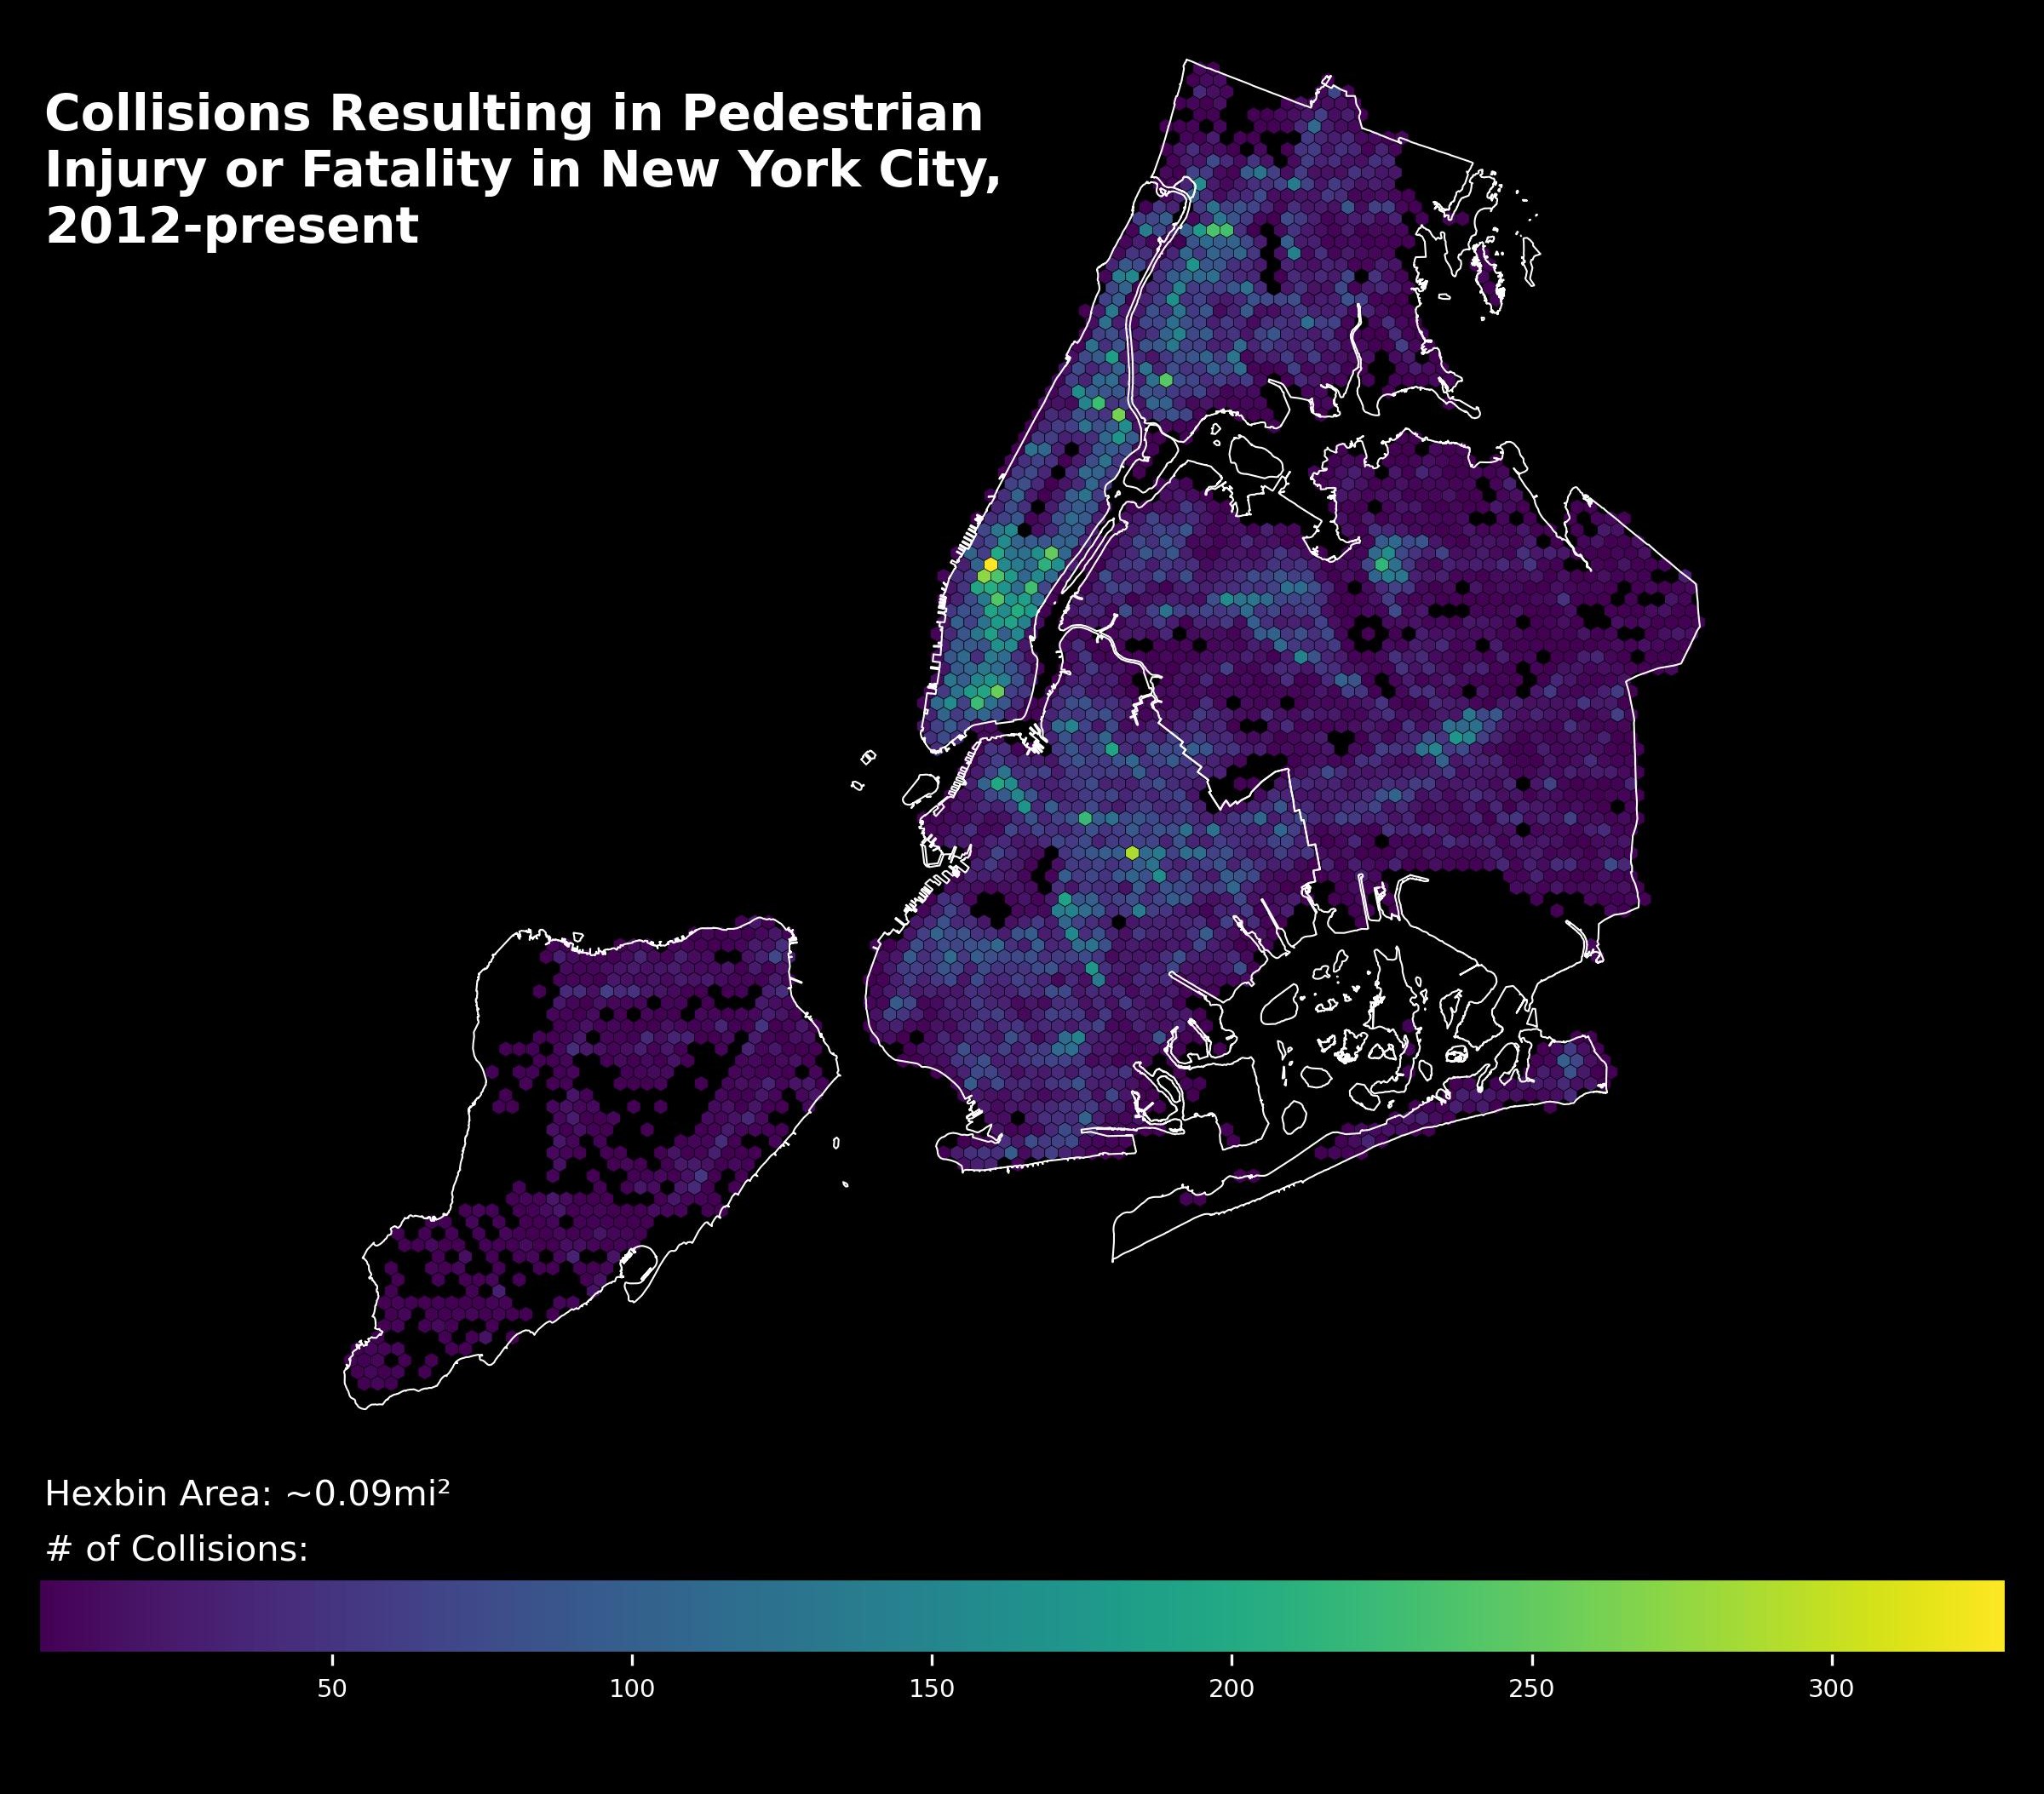 Collisions Resulting in Pedestrian
Injury or Fatality in New York City,
2012-present
Hexbin Area: ~0.09mi²
# of Collisions:
50 100 150 200 250 300